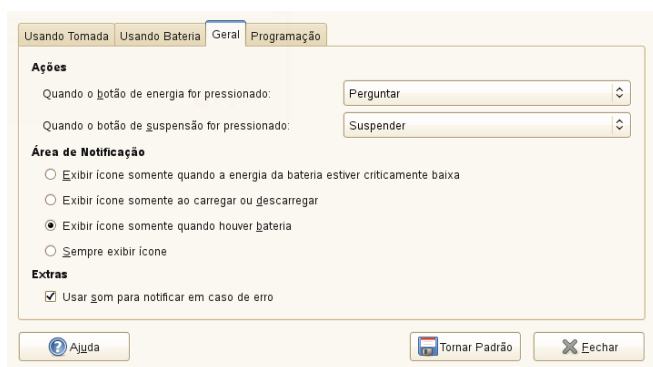 Usando Tomada Usando Bateria Geral Programação
Ações
Quando o botão de energia for pressionado: Perguntar
Quando o botão de suspensão for pressionado: Suspender
Área de Notificação
Exibir ícone somente quando a energia da bateria estiver criticamente baixa
Exibir ícone somente ao carregar ou descarregar
Exibir ícone somente quando houver bateria
Sempre exibir ícone
Extras
Usar som para notificar em caso de erro
Ajuda Tornar Padrão Fechar